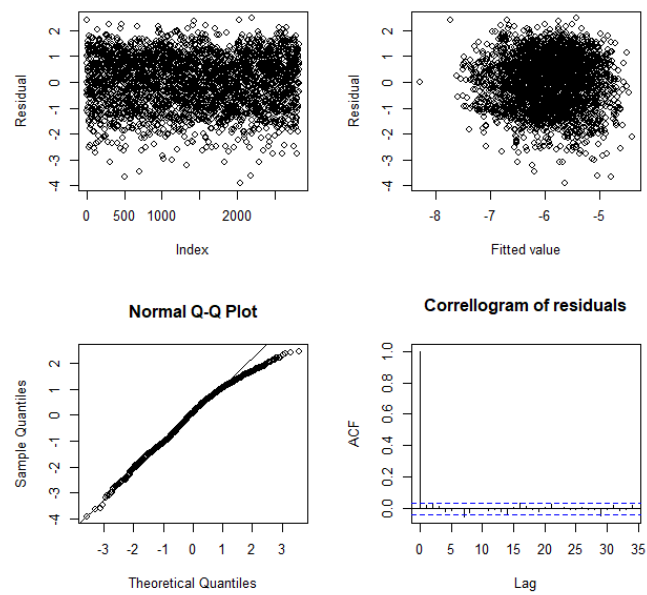 Residual
2
1
0
-1
-2
-3
-4
0 500 1000 2000
Index
Residual
2
1
0
-1
-2
-3
-4
-8 -7 -6 -5
Fitted value
Normal Q-Q Plot
Sample Quantiles
2
1
0
-1
-2
-3
-4
-3 -2 -1 0 1 2 3
Theoretical Quantiles
Correllogram of residuals
ACF
1.0
0.8
0.6
0.4
0.2
0.0
0 5 10 15 20 25 30 35
Lag